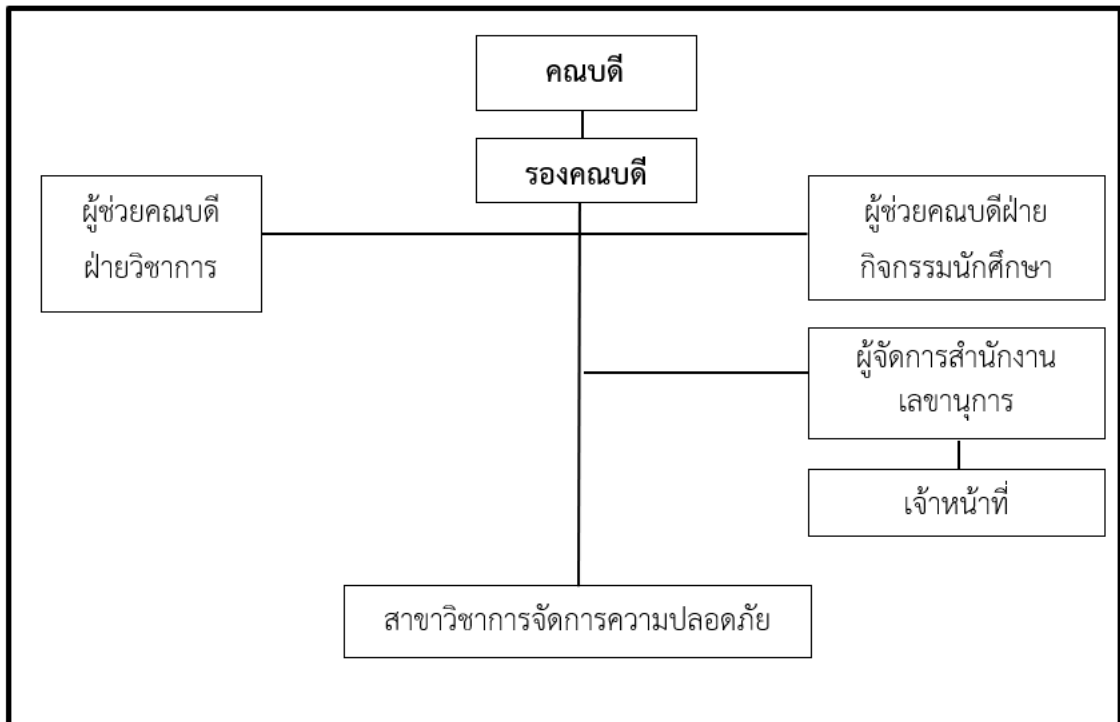 คณบดี
รองคณบดี
ผู้ช่วยคณบดี
ฝ่ายวิชาการ
ผู้ช่วยคณบดีฝ่าย
กิจกรรมนักศึกษา
ผู้จัดการสำนักงาน
เลขานุการ
เจ้าหน้าที่
สาขาวิชาการจัดการความปลอดภัย